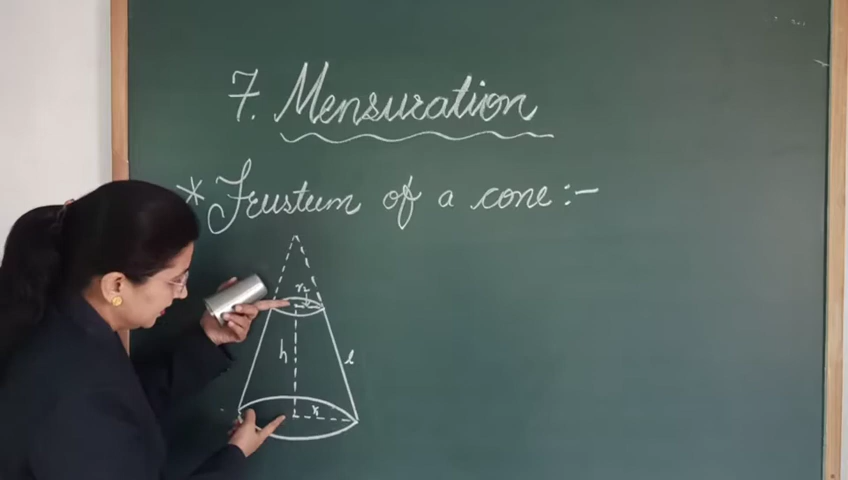 7. Mensuration
* Frustum of a cone :-
r₂
h
l
r₁